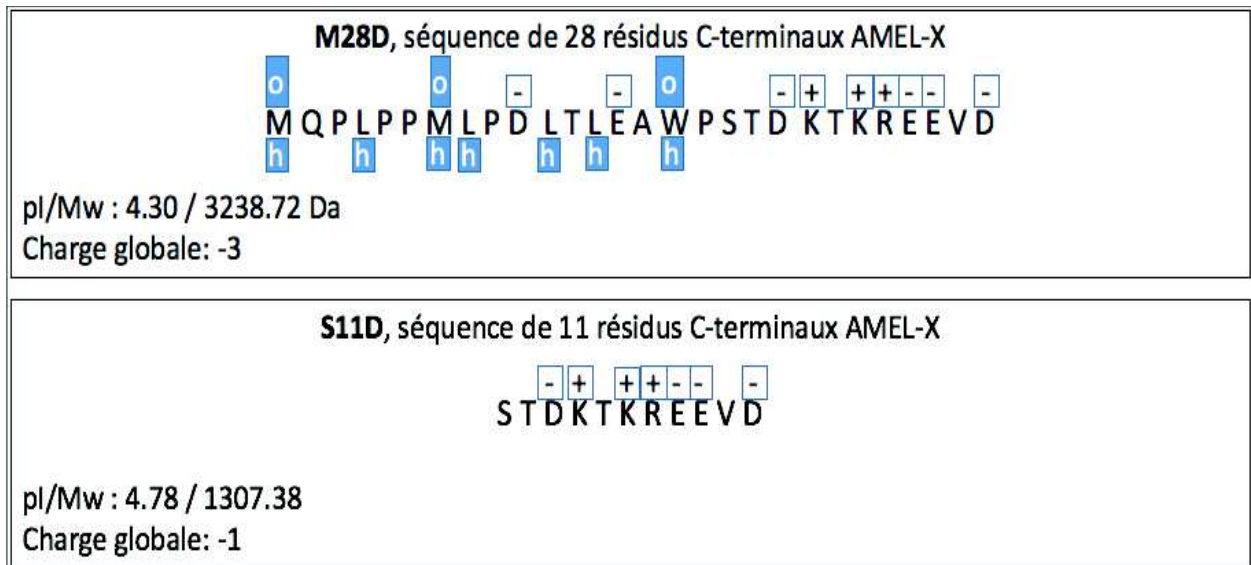 M28D, séquence de 28 résidus C-terminaux AMEL-X
o o - - o - + + + - - -
M Q P L P P M L P D L T L E A W P S T D K T K R E E V D
h h h h h h h
pI/Mw : 4.30 / 3238.72 Da
Charge globale: -3
S11D, séquence de 11 résidus C-terminaux AMEL-X
- + + + - - -
S T D K T K R E E V D
pI/Mw : 4.78 / 1307.38
Charge globale: -1